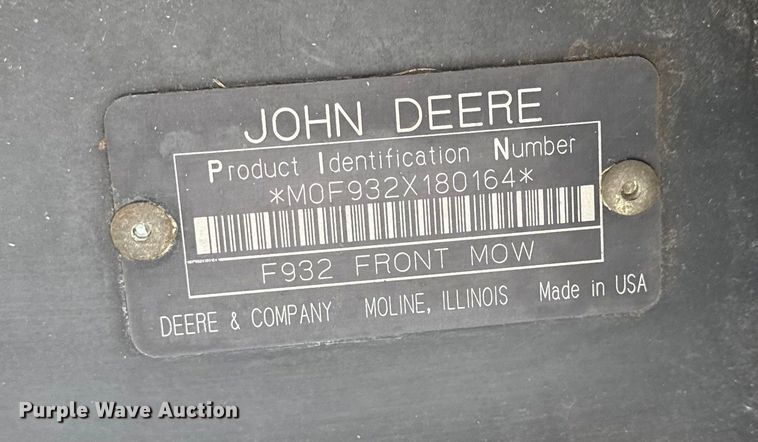 JOHN DEERE
Product Identification Number
*M0F932X180164*
F932 FRONT MOW
DEERE & COMPANY MOLINE, ILLINOIS Made in USA
Purple Wave Auction